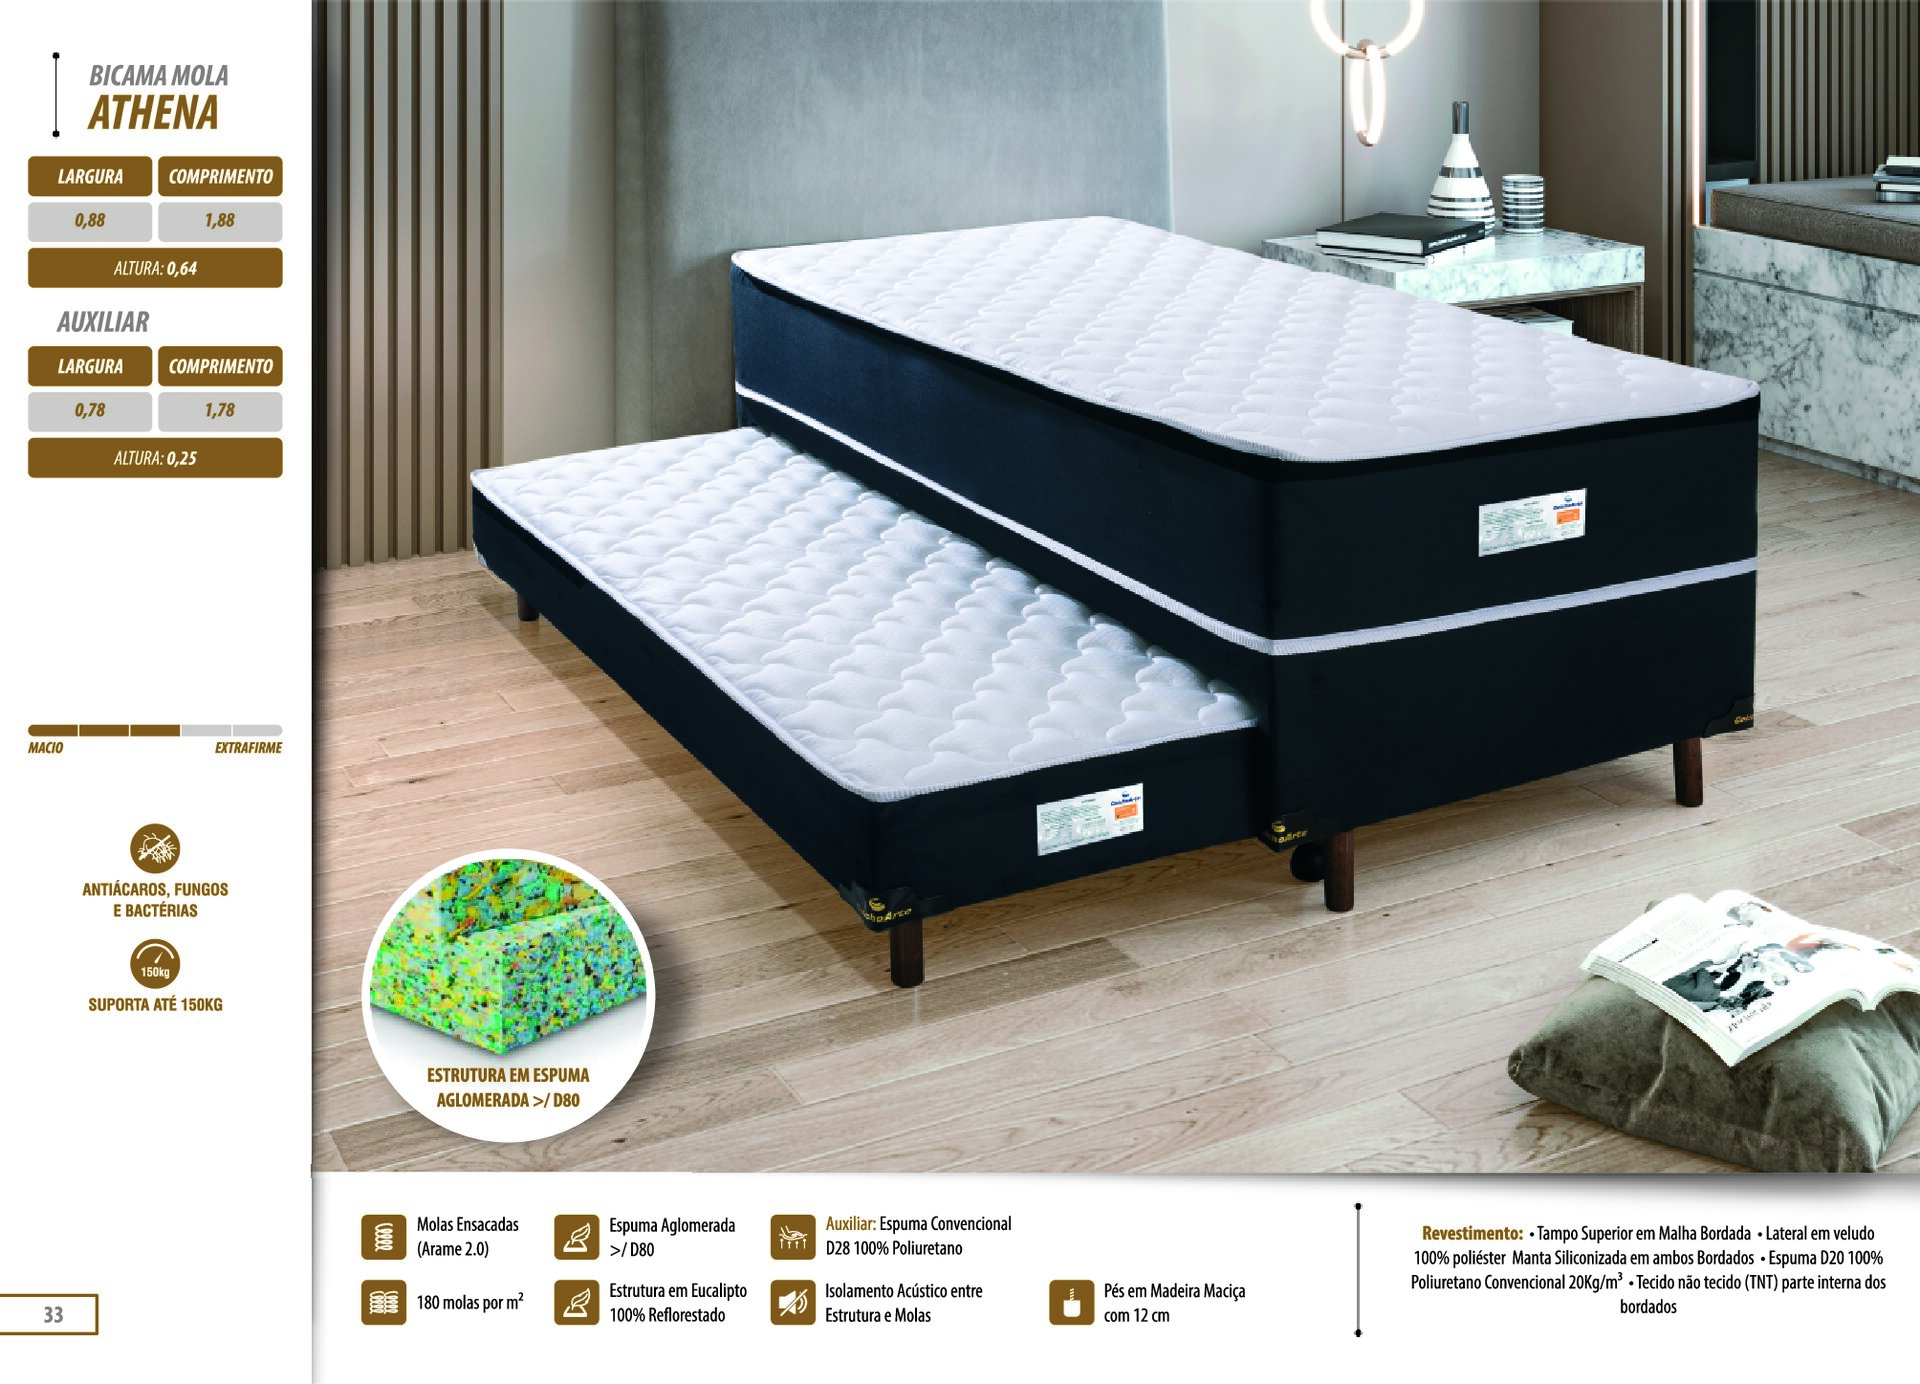 BICAMA MOLA
ATHENA
LARGURA COMPRIMENTO
0,88 1,88
ALTURA: 0,64
AUXILIAR
LARGURA COMPRIMENTO
0,78 1,78
ALTURA: 0,25
MACIO EXTRAFIRME
ANTIÁCAROS, FUNGOS
E BACTÉRIAS
150kg
SUPORTA ATÉ 150KG
33
ESTRUTURA EM ESPUMA
AGLOMERADA >/ D80
Molas Ensacadas
(Arame 2.0)
180 molas por m²
Espuma Aglomerada
>/ D80
Estrutura em Eucalipto
100% Reflorestado
Auxiliar: Espuma Convencional
D28 100% Poliuretano
Isolamento Acústico entre
Estrutura e Molas
Pés em Madeira Maciça
com 12 cm
Revestimento: • Tampo Superior em Malha Bordada • Lateral em veludo
100% poliéster Manta Siliconizada em ambos Bordados • Espuma D20 100%
Poliuretano Convencional 20Kg/m³ • Tecido não tecido (TNT) parte interna dos
bordados